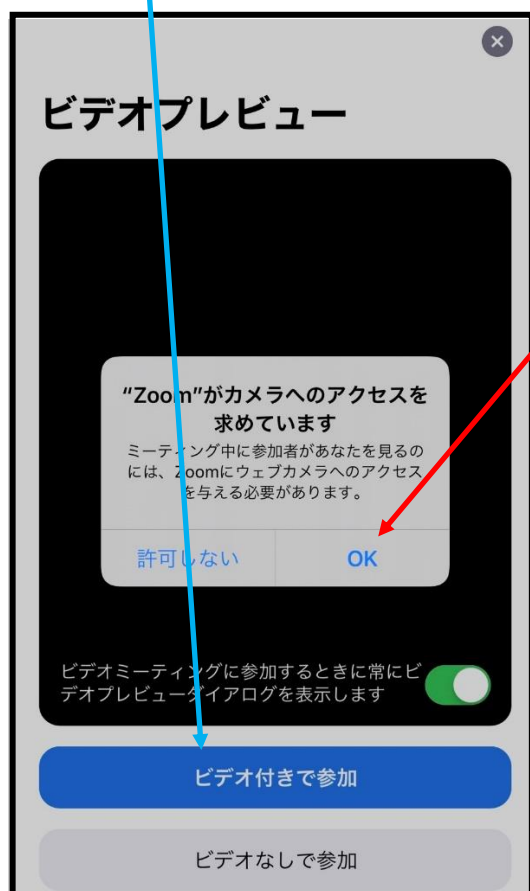 ビデオプレビュー
“Zoom”がカメラへのアクセスを
求めています
ミーティング中に参加者があなたを見るの
には、Zoomにウェブカメラへのアクセス
を与える必要があります。
許可しない
OK
ビデオミーティングに参加するときに常にビ
デオプレビューダイアログを表示します
ビデオ付きで参加
ビデオなしで参加